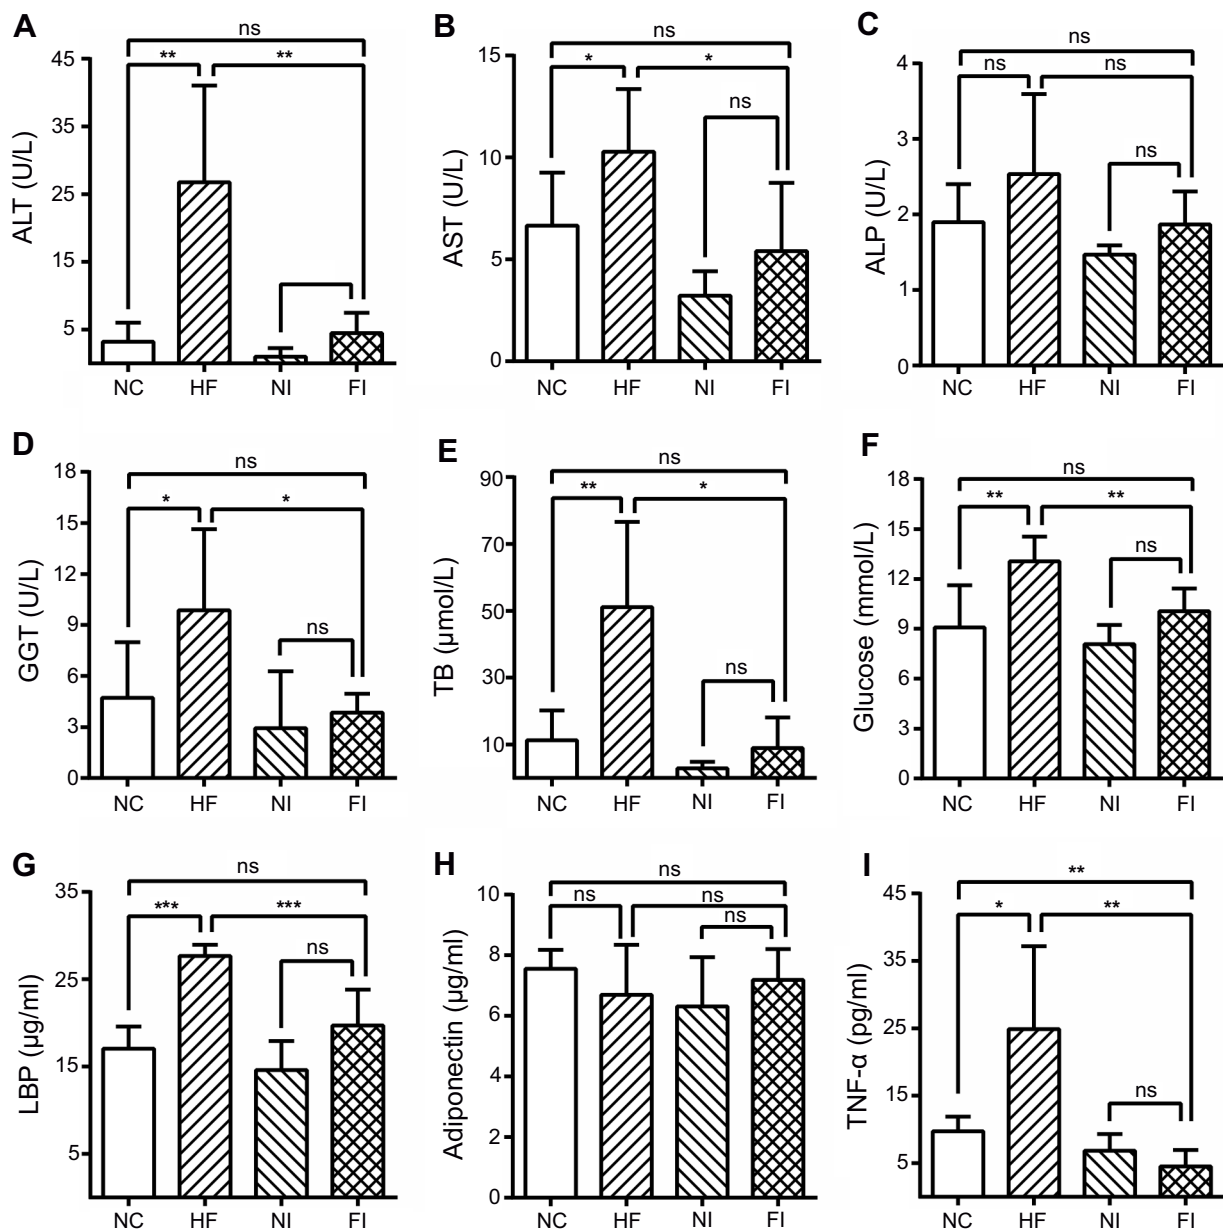 A
ns
** **
ALT (U/L)
45
35
25
15
5
NC HF NI FI
B
ns
* *
ns
AST (U/L)
15
10
5
0
NC HF NI FI
C
ns
ns ns
ns
ALP (U/L)
4
3
2
1
0
NC HF NI FI
D
ns
* *
ns
GGT (U/L)
18
15
12
9
6
3
0
NC HF NI FI
E
ns
** *
ns
TB (μmol/L)
90
70
50
30
10
NC HF NI FI
F
ns
** **
ns
Glucose (mmol/L)
18
15
12
9
6
3
0
NC HF NI FI
G
ns
*** ***
ns
LBP (μg/ml)
35
25
15
5
NC HF NI FI
H
ns
ns ns
ns
Adiponectin (μg/ml)
10
8
6
4
2
0
NC HF NI FI
I
**
* **
ns
TNF-α (pg/ml)
45
35
25
15
5
NC HF NI FI